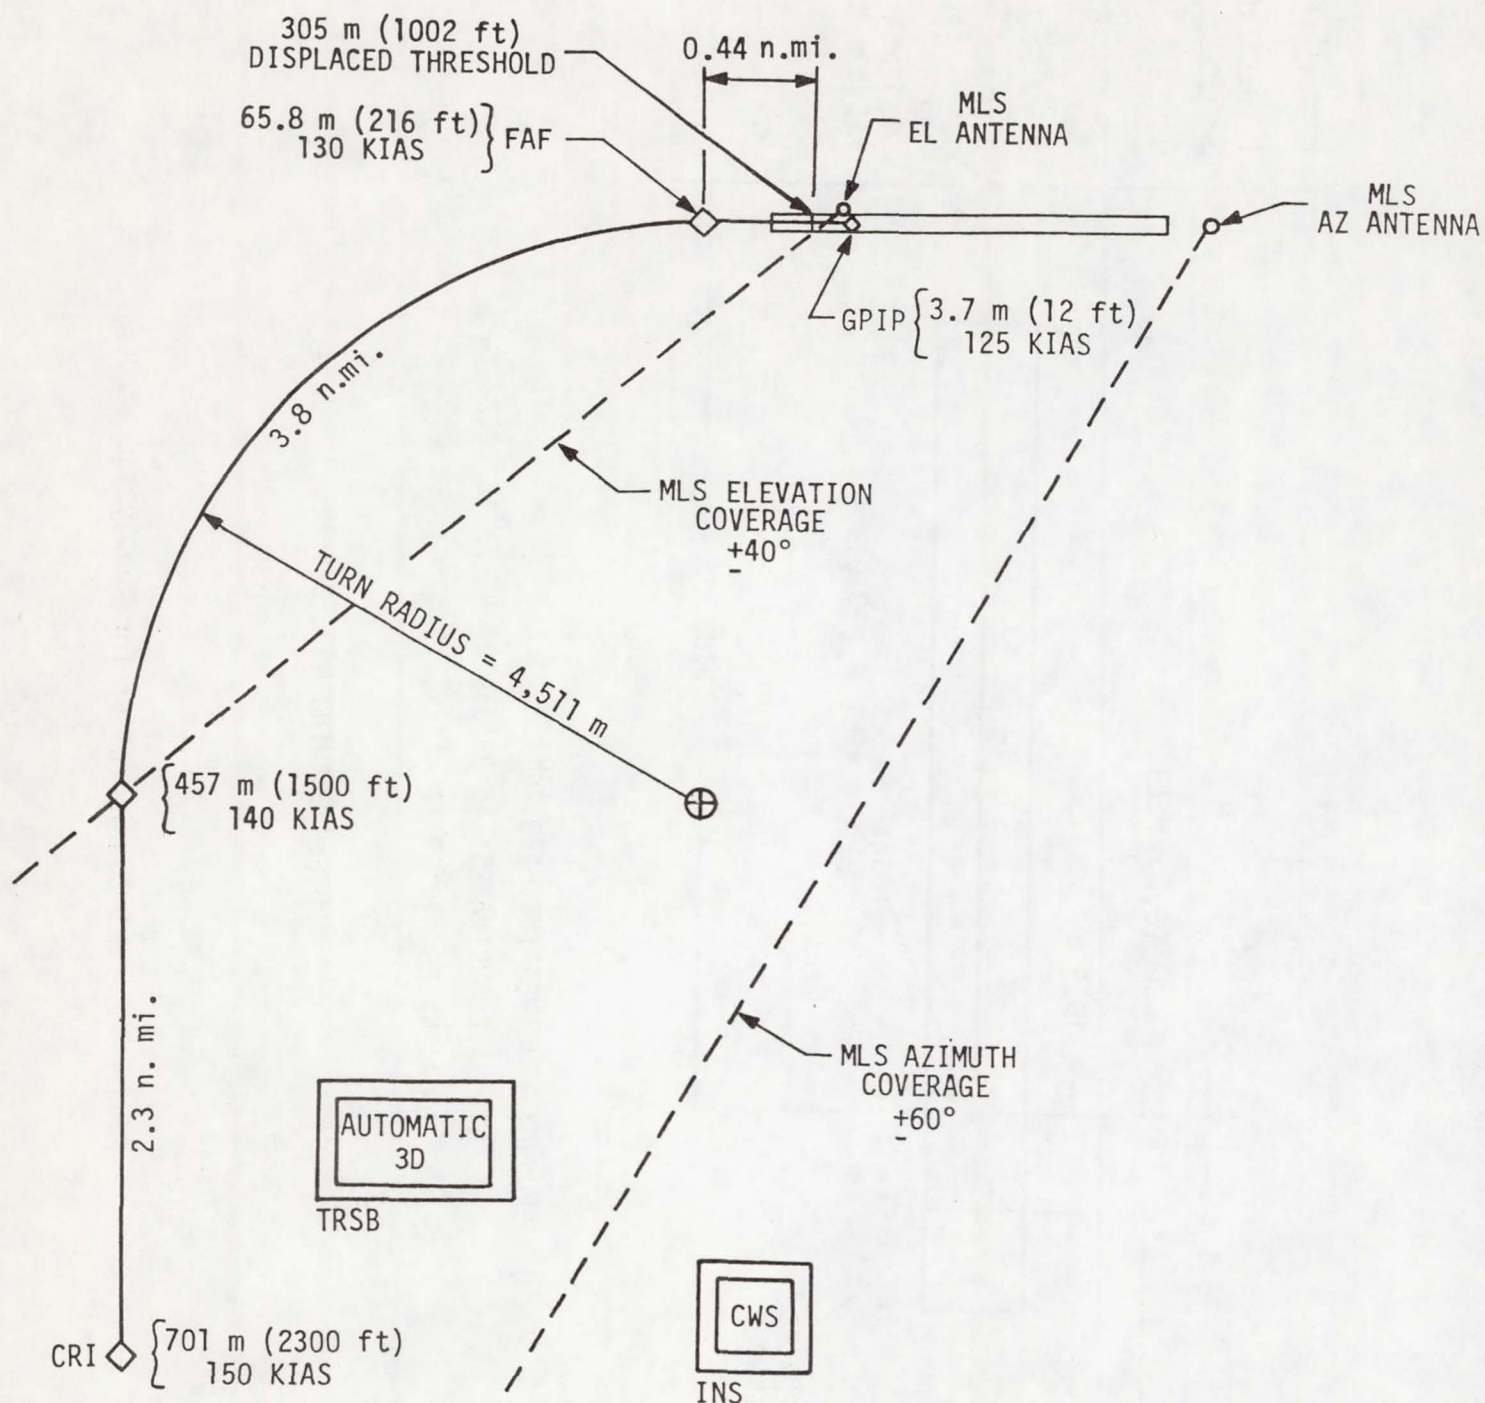 305 m (1002 ft)
DISPLACED THRESHOLD
0.44 n.mi.
65.8 m (216 ft)
130 KIAS
FAF
MLS
EL ANTENNA
MLS
AZ ANTENNA
GPIP
3.7 m (12 ft)
125 KIAS
3.8 n.mi.
MLS ELEVATION
COVERAGE
±40°
TURN RADIUS = 4,511 m
457 m (1500 ft)
140 KIAS
2.3 n. mi.
MLS AZIMUTH
COVERAGE
±60°
AUTOMATIC
3D
TRSB
CWS
INS
CRI
701 m (2300 ft)
150 KIAS